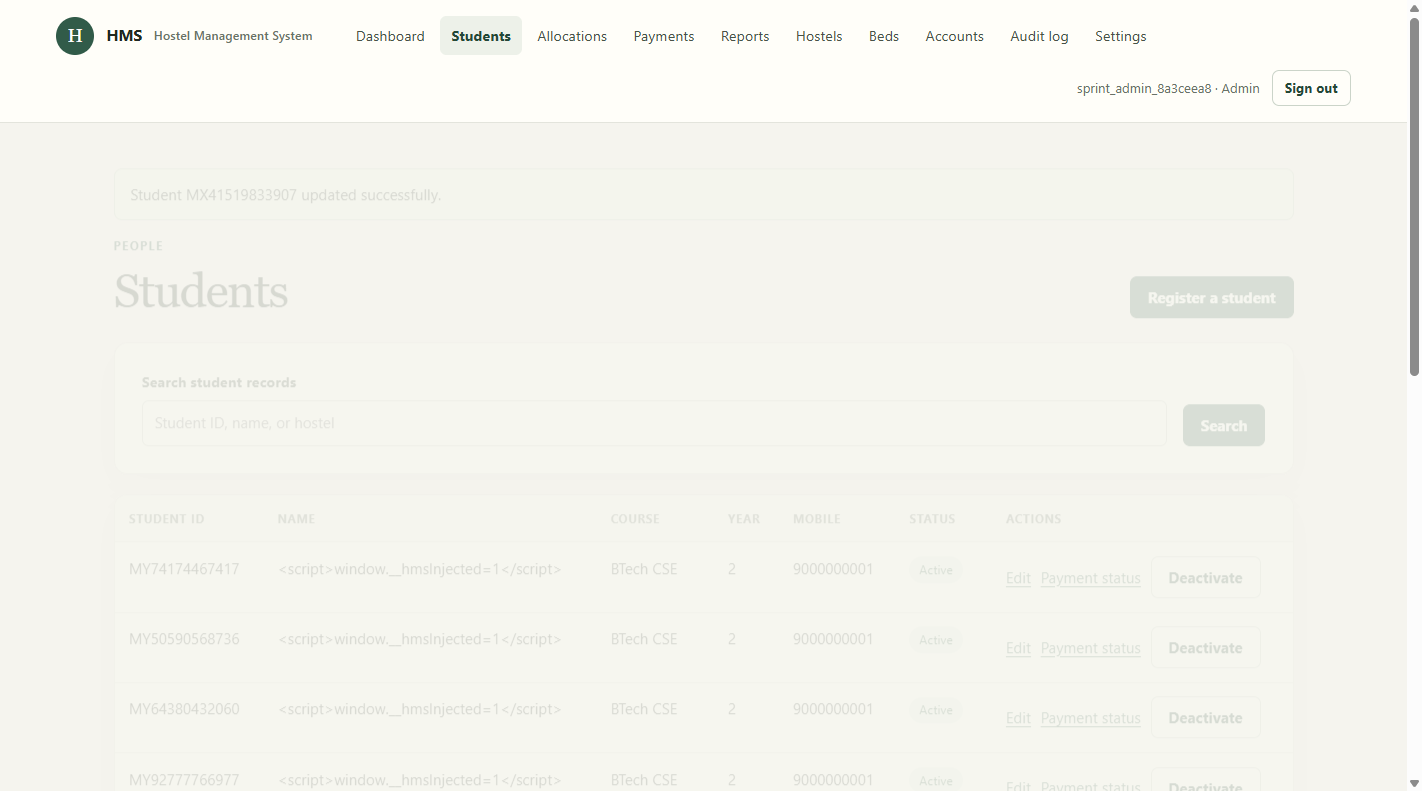 H HMS Hostel Management System Dashboard Students Allocations Payments Reports Hostels Beds Accounts Audit log Settings
sprint_admin_8a3ceea8 · Admin Sign out
Student MX41519833907 updated successfully.
PEOPLE
Students
Register a student
Search student records
Student ID, name, or hostel Search
STUDENT ID NAME COURSE YEAR MOBILE STATUS ACTIONS
MY74174467417 <script>window.__hmsInjected=1</script> BTech CSE 2 9000000001 Active Edit Payment status Deactivate
MY50590568736 <script>window.__hmsInjected=1</script> BTech CSE 2 9000000001 Active Edit Payment status Deactivate
MY64380432060 <script>window.__hmsInjected=1</script> BTech CSE 2 9000000001 Active Edit Payment status Deactivate
MY92777766977 <script>window.__hmsInjected=1</script> BTech CSE 2 9000000001 Active Edit Payment status Deactivate